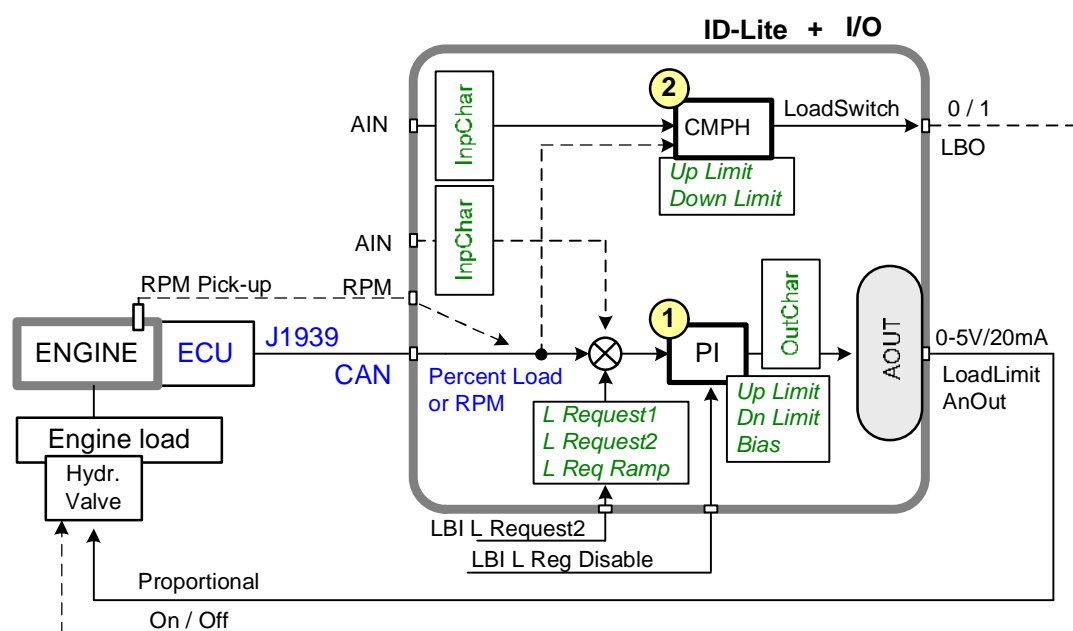 ID-Lite + I/O
AIN
InpChar
2
CMPH
LoadSwitch
0 / 1
LBO
Up Limit
Down Limit
AIN
InpChar
RPM Pick-up
RPM
ENGINE
ECU
J1939
CAN
Percent Load
or RPM
1
PI
OutChar
AOUT
0-5V/20mA
LoadLimit
AnOut
Up Limit
Dn Limit
Bias
L Request1
L Request2
L Req Ramp
Engine load
Hydr.
Valve
LBI L Request2
LBI L Reg Disable
Proportional
On / Off